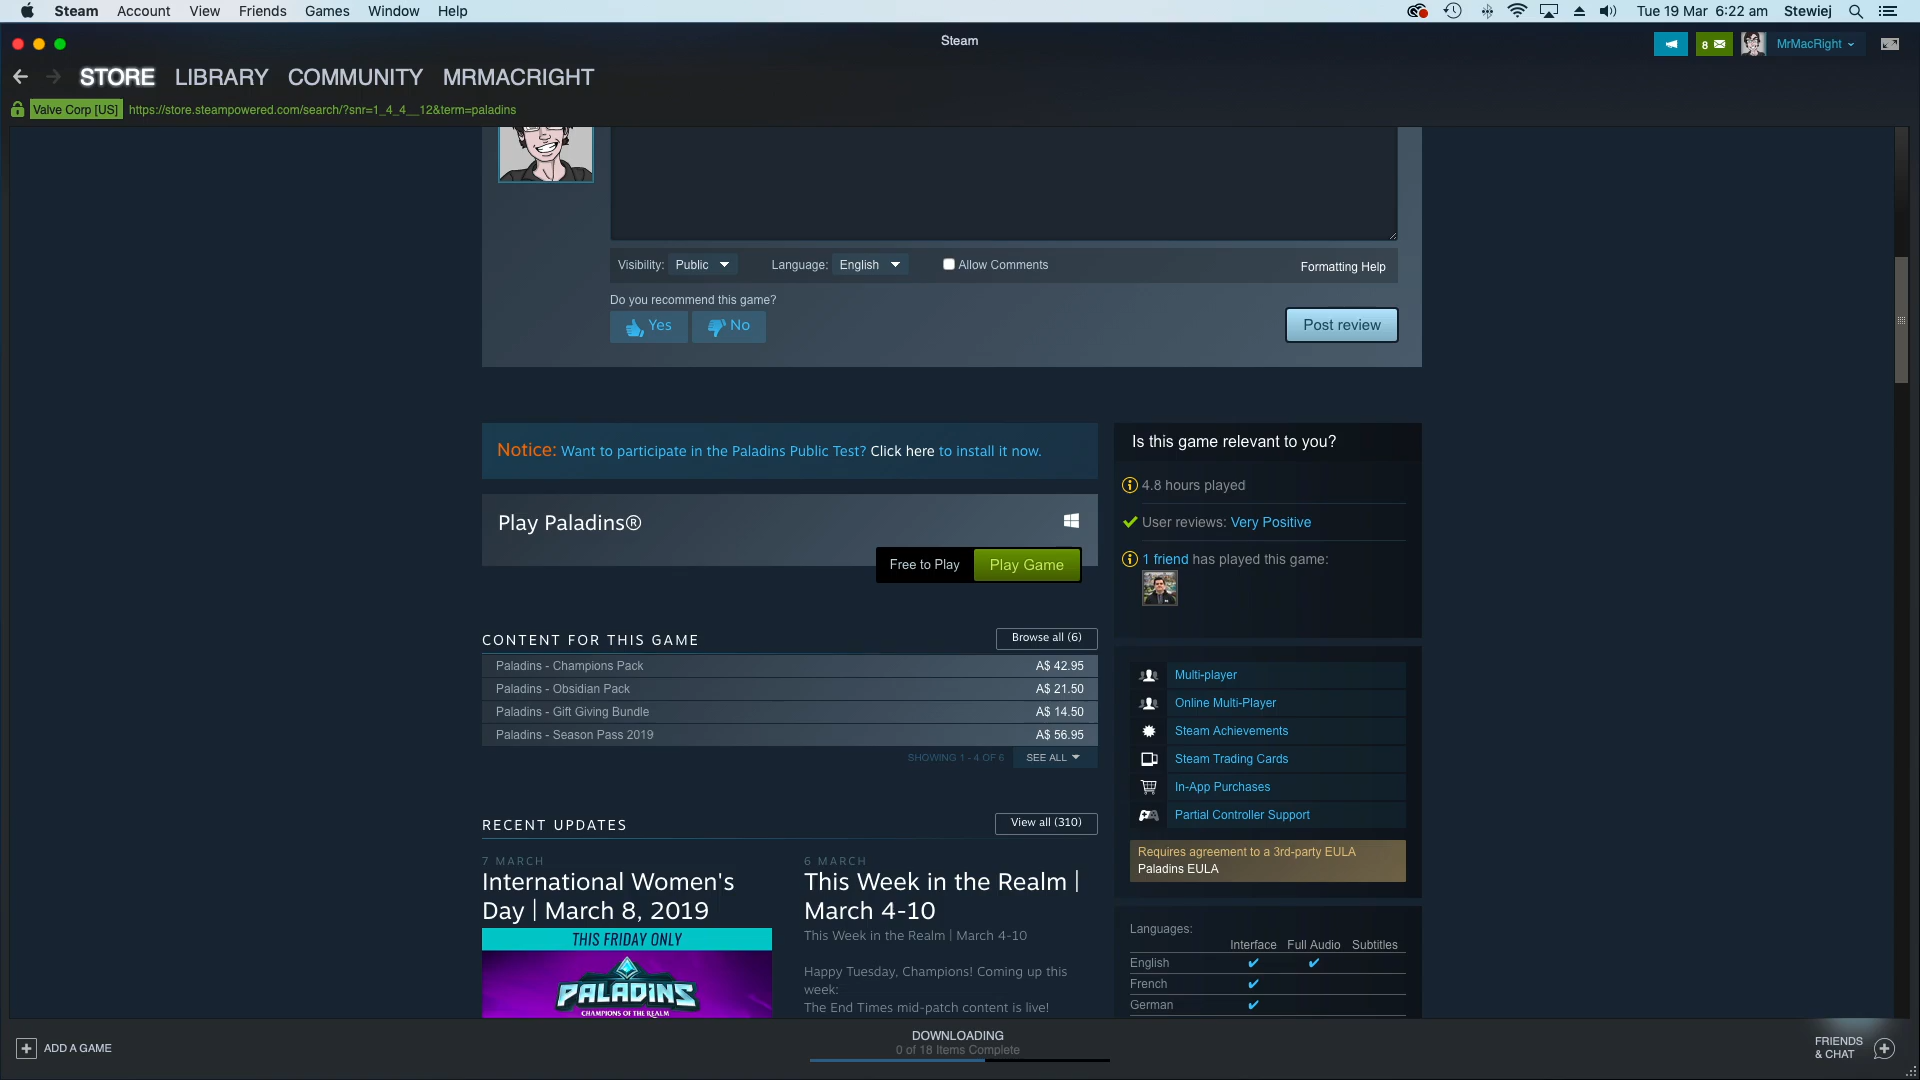 Steam Account View Friends Games Window Help
Tue 19 Mar 6:22 am Stewiej
Steam
8 MrMacRight
STORE LIBRARY COMMUNITY MRMACRIGHT
Valve Corp [US] https://store.steampowered.com/search/?snr=1_4_4__12&term=paladins
Visibility: Public Language: English Allow Comments Formatting Help
Do you recommend this game?
Yes No
Post review
Notice: Want to participate in the Paladins Public Test? Click here to install it now.
Play Paladins®
Free to Play Play Game
CONTENT FOR THIS GAME Browse all (6)
Paladins - Champions Pack A$ 42.95
Paladins - Obsidian Pack A$ 21.50
Paladins - Gift Giving Bundle A$ 14.50
Paladins - Season Pass 2019 A$ 56.95
SHOWING 1 - 4 OF 6 SEE ALL
RECENT UPDATES View all (310)
7 MARCH
International Women's
Day | March 8, 2019
THIS FRIDAY ONLY
PALADINS
CHAMPIONS OF THE REALM
6 MARCH
This Week in the Realm |
March 4-10
This Week in the Realm | March 4-10
Happy Tuesday, Champions! Coming up this
week:
The End Times mid-patch content is live!
Is this game relevant to you?
4.8 hours played
User reviews: Very Positive
1 friend has played this game:
Multi-player
Online Multi-Player
Steam Achievements
Steam Trading Cards
In-App Purchases
Partial Controller Support
Requires agreement to a 3rd-party EULA
Paladins EULA
Languages:
Interface Full Audio Subtitles
English
French
German
ADD A GAME
DOWNLOADING
0 of 18 Items Complete
FRIENDS
& CHAT